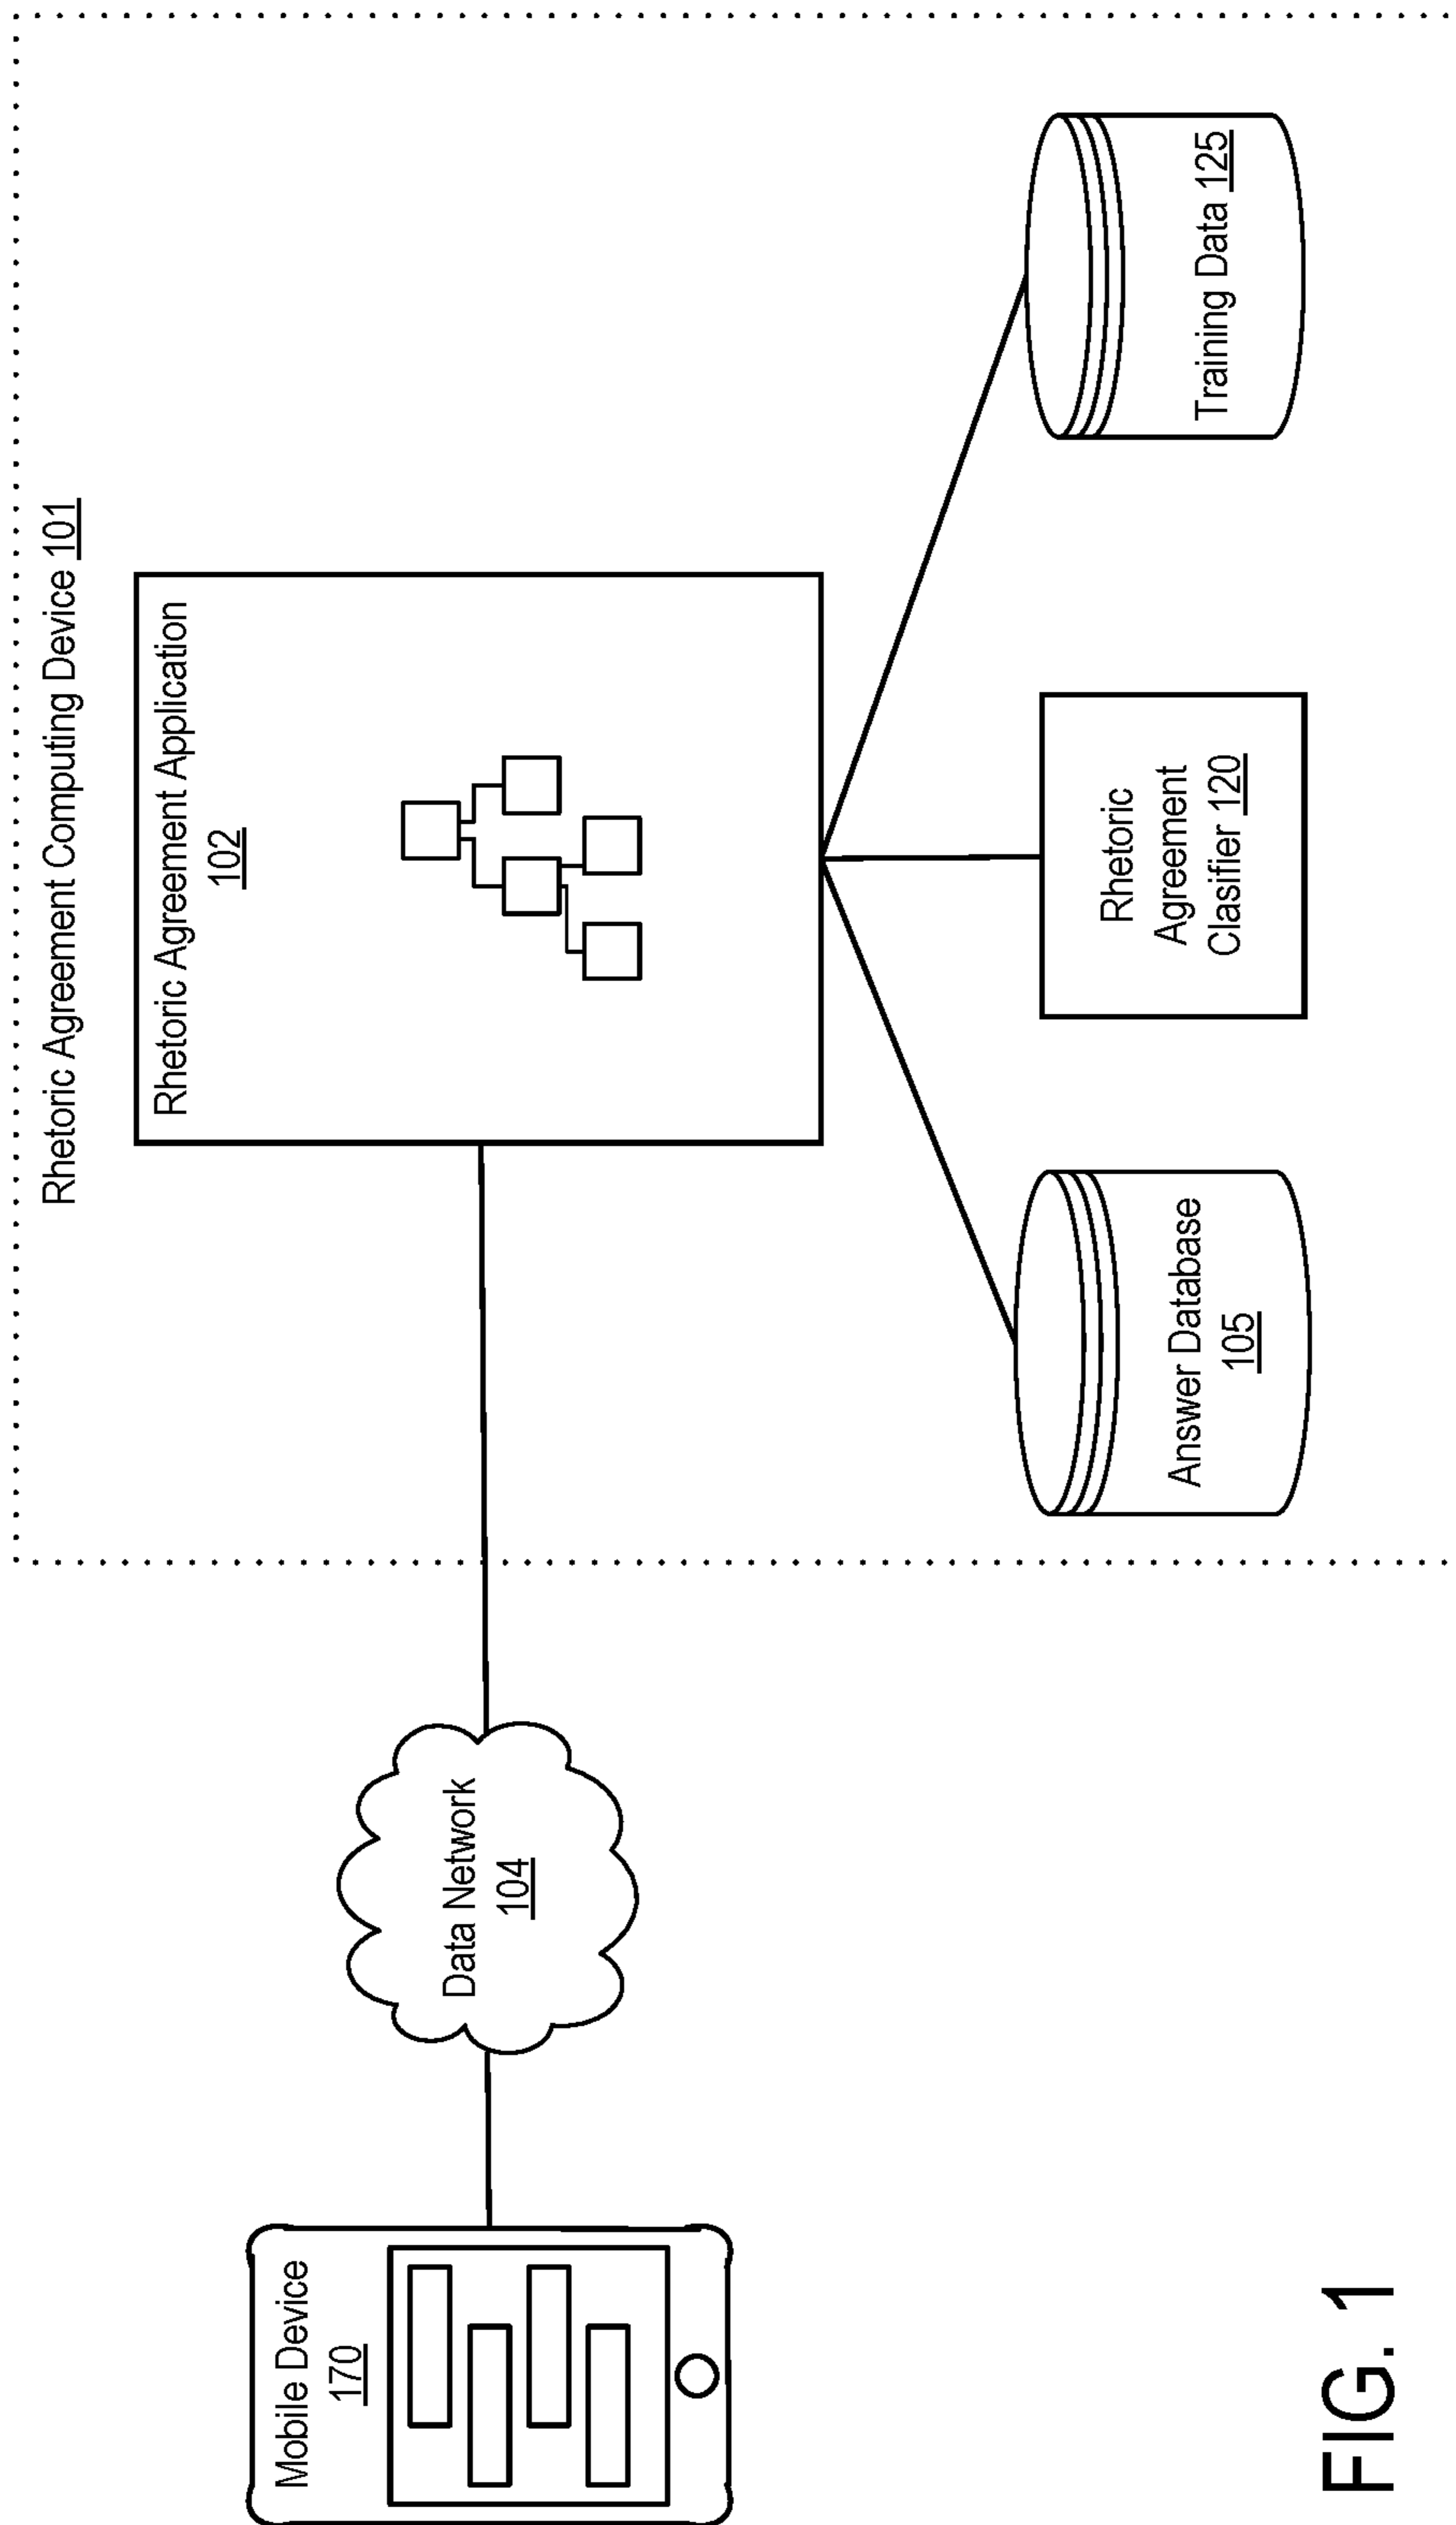 Rhetoric Agreement Computing Device 101
Rhetoric Agreement Application
102
Mobile Device
170
Data Network
104
Answer Database
105
Rhetoric
Agreement
Clasifier 120
Training Data 125
FIG. 1